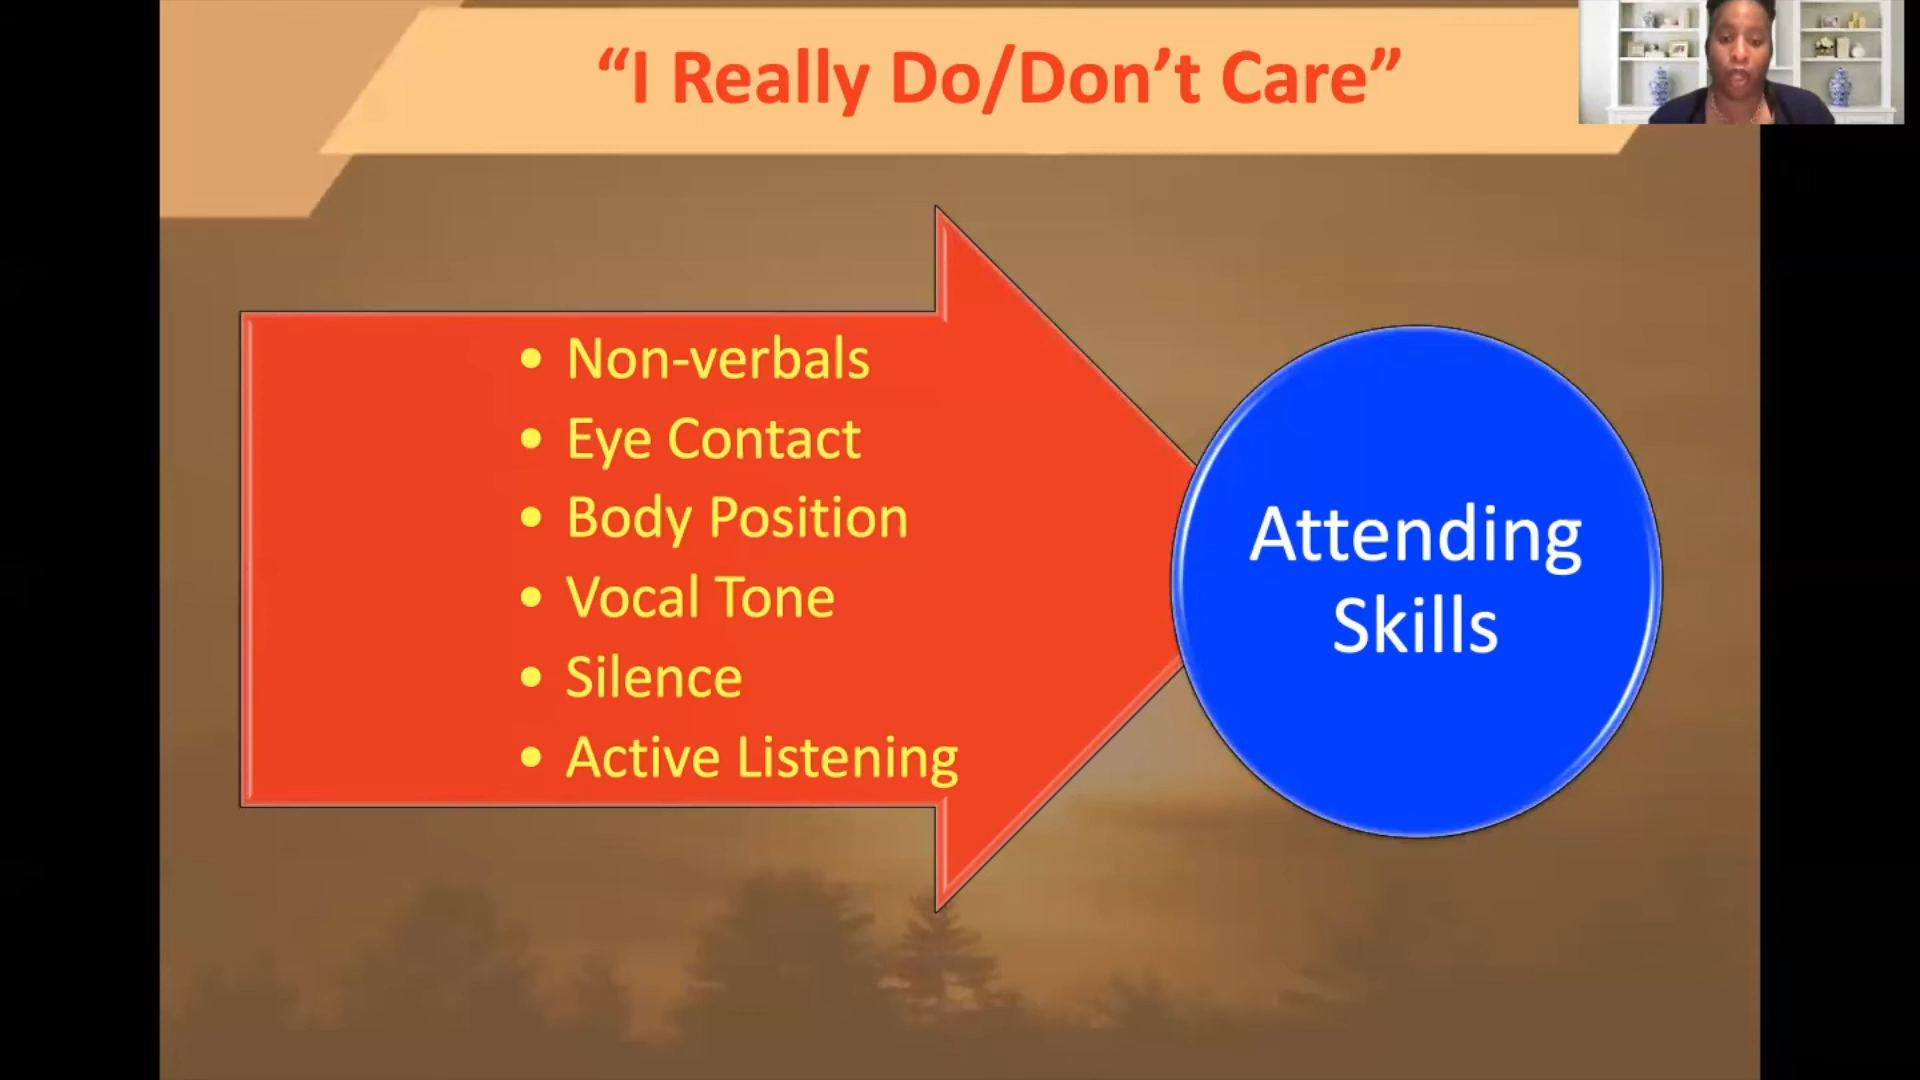 “I Really Do/Don’t Care”
• Non-verbals
• Eye Contact
• Body Position
• Vocal Tone
• Silence
• Active Listening
Attending
Skills